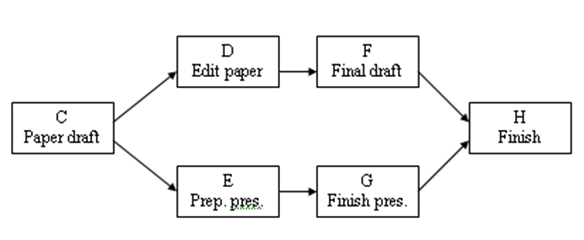 D
Edit paper
F
Final draft
C
Paper draft
H
Finish
E
Prep. pres.
G
Finish pres.